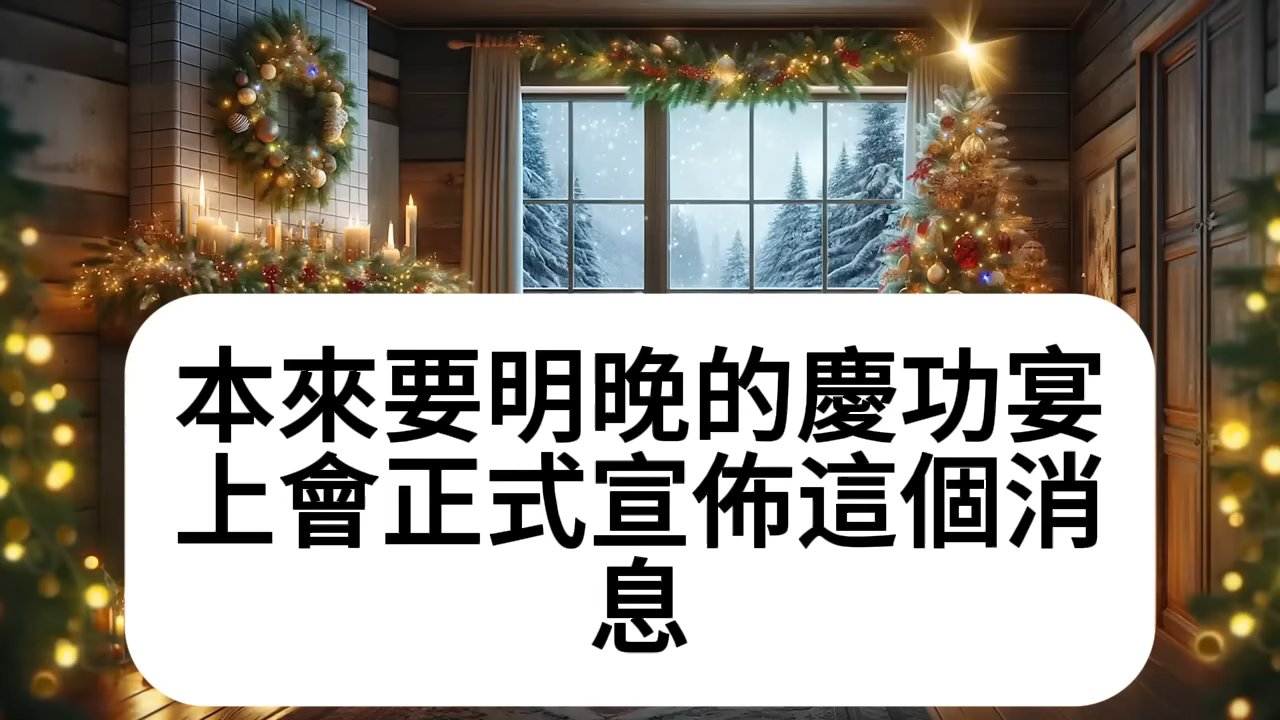 本來要明晚的慶功宴
上會正式宣佈這個消
息